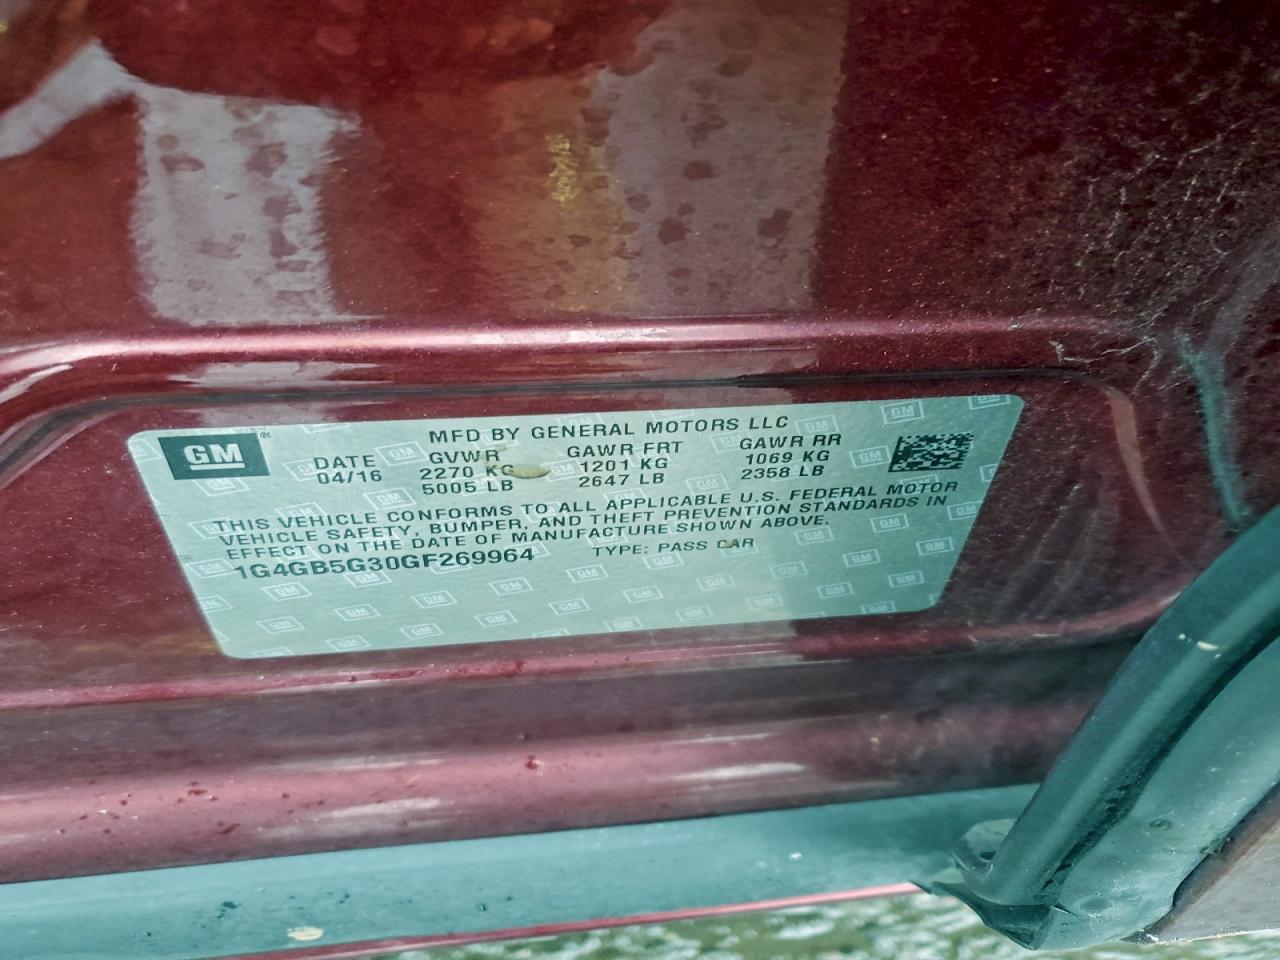 GM®
MFD BY GENERAL MOTORS LLC
DATE GVWR GAWR FRT GAWR RR
04/16 2270 KG 1201 KG 1069 KG
5005 LB 2647 LB 2358 LB
THIS VEHICLE CONFORMS TO ALL APPLICABLE U.S. FEDERAL MOTOR
VEHICLE SAFETY, BUMPER, AND THEFT PREVENTION STANDARDS IN
EFFECT ON THE DATE OF MANUFACTURE SHOWN ABOVE.
1G4GB5G30GF269964 TYPE: PASS CAR